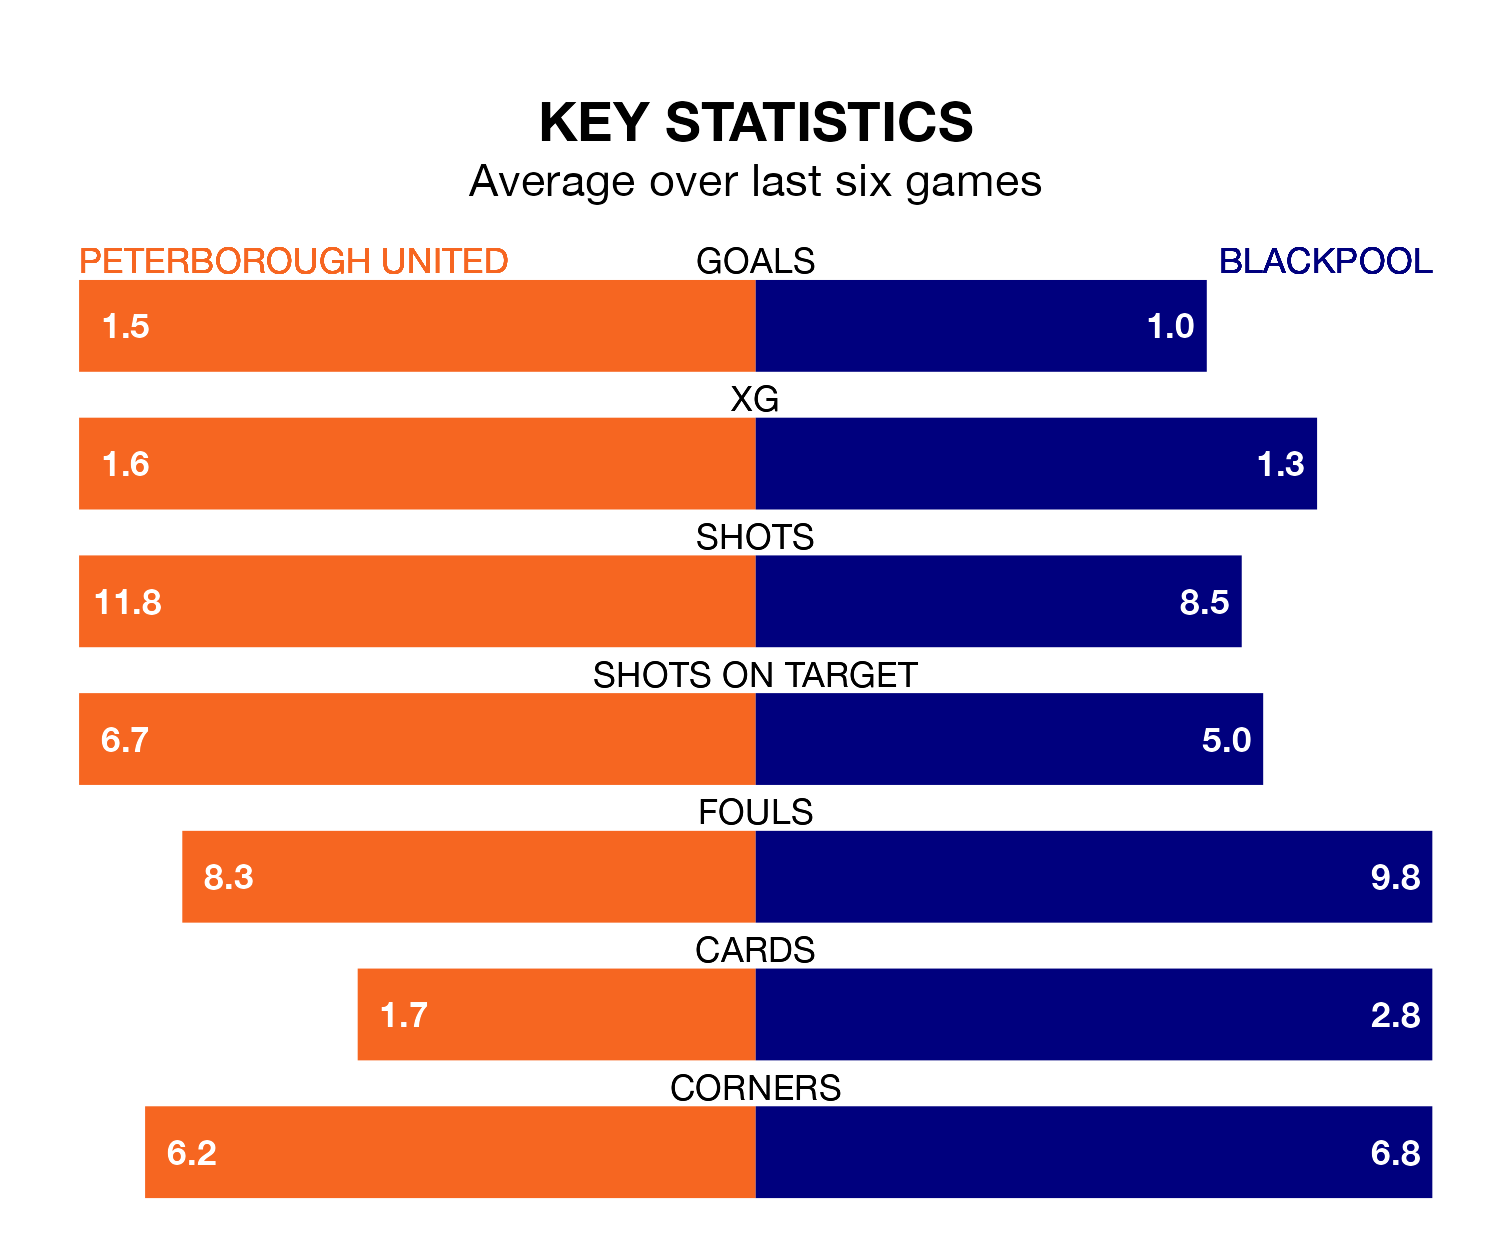 KEY STATISTICS
Average over last six games
PETERBOROUGH UNITED GOALS BLACKPOOL
1.5 1.0
XG
1.6 1.3
SHOTS
11.8 8.5
SHOTS ON TARGET
6.7 5.0
FOULS
8.3 9.8
CARDS
1.7 2.8
CORNERS
6.2 6.8